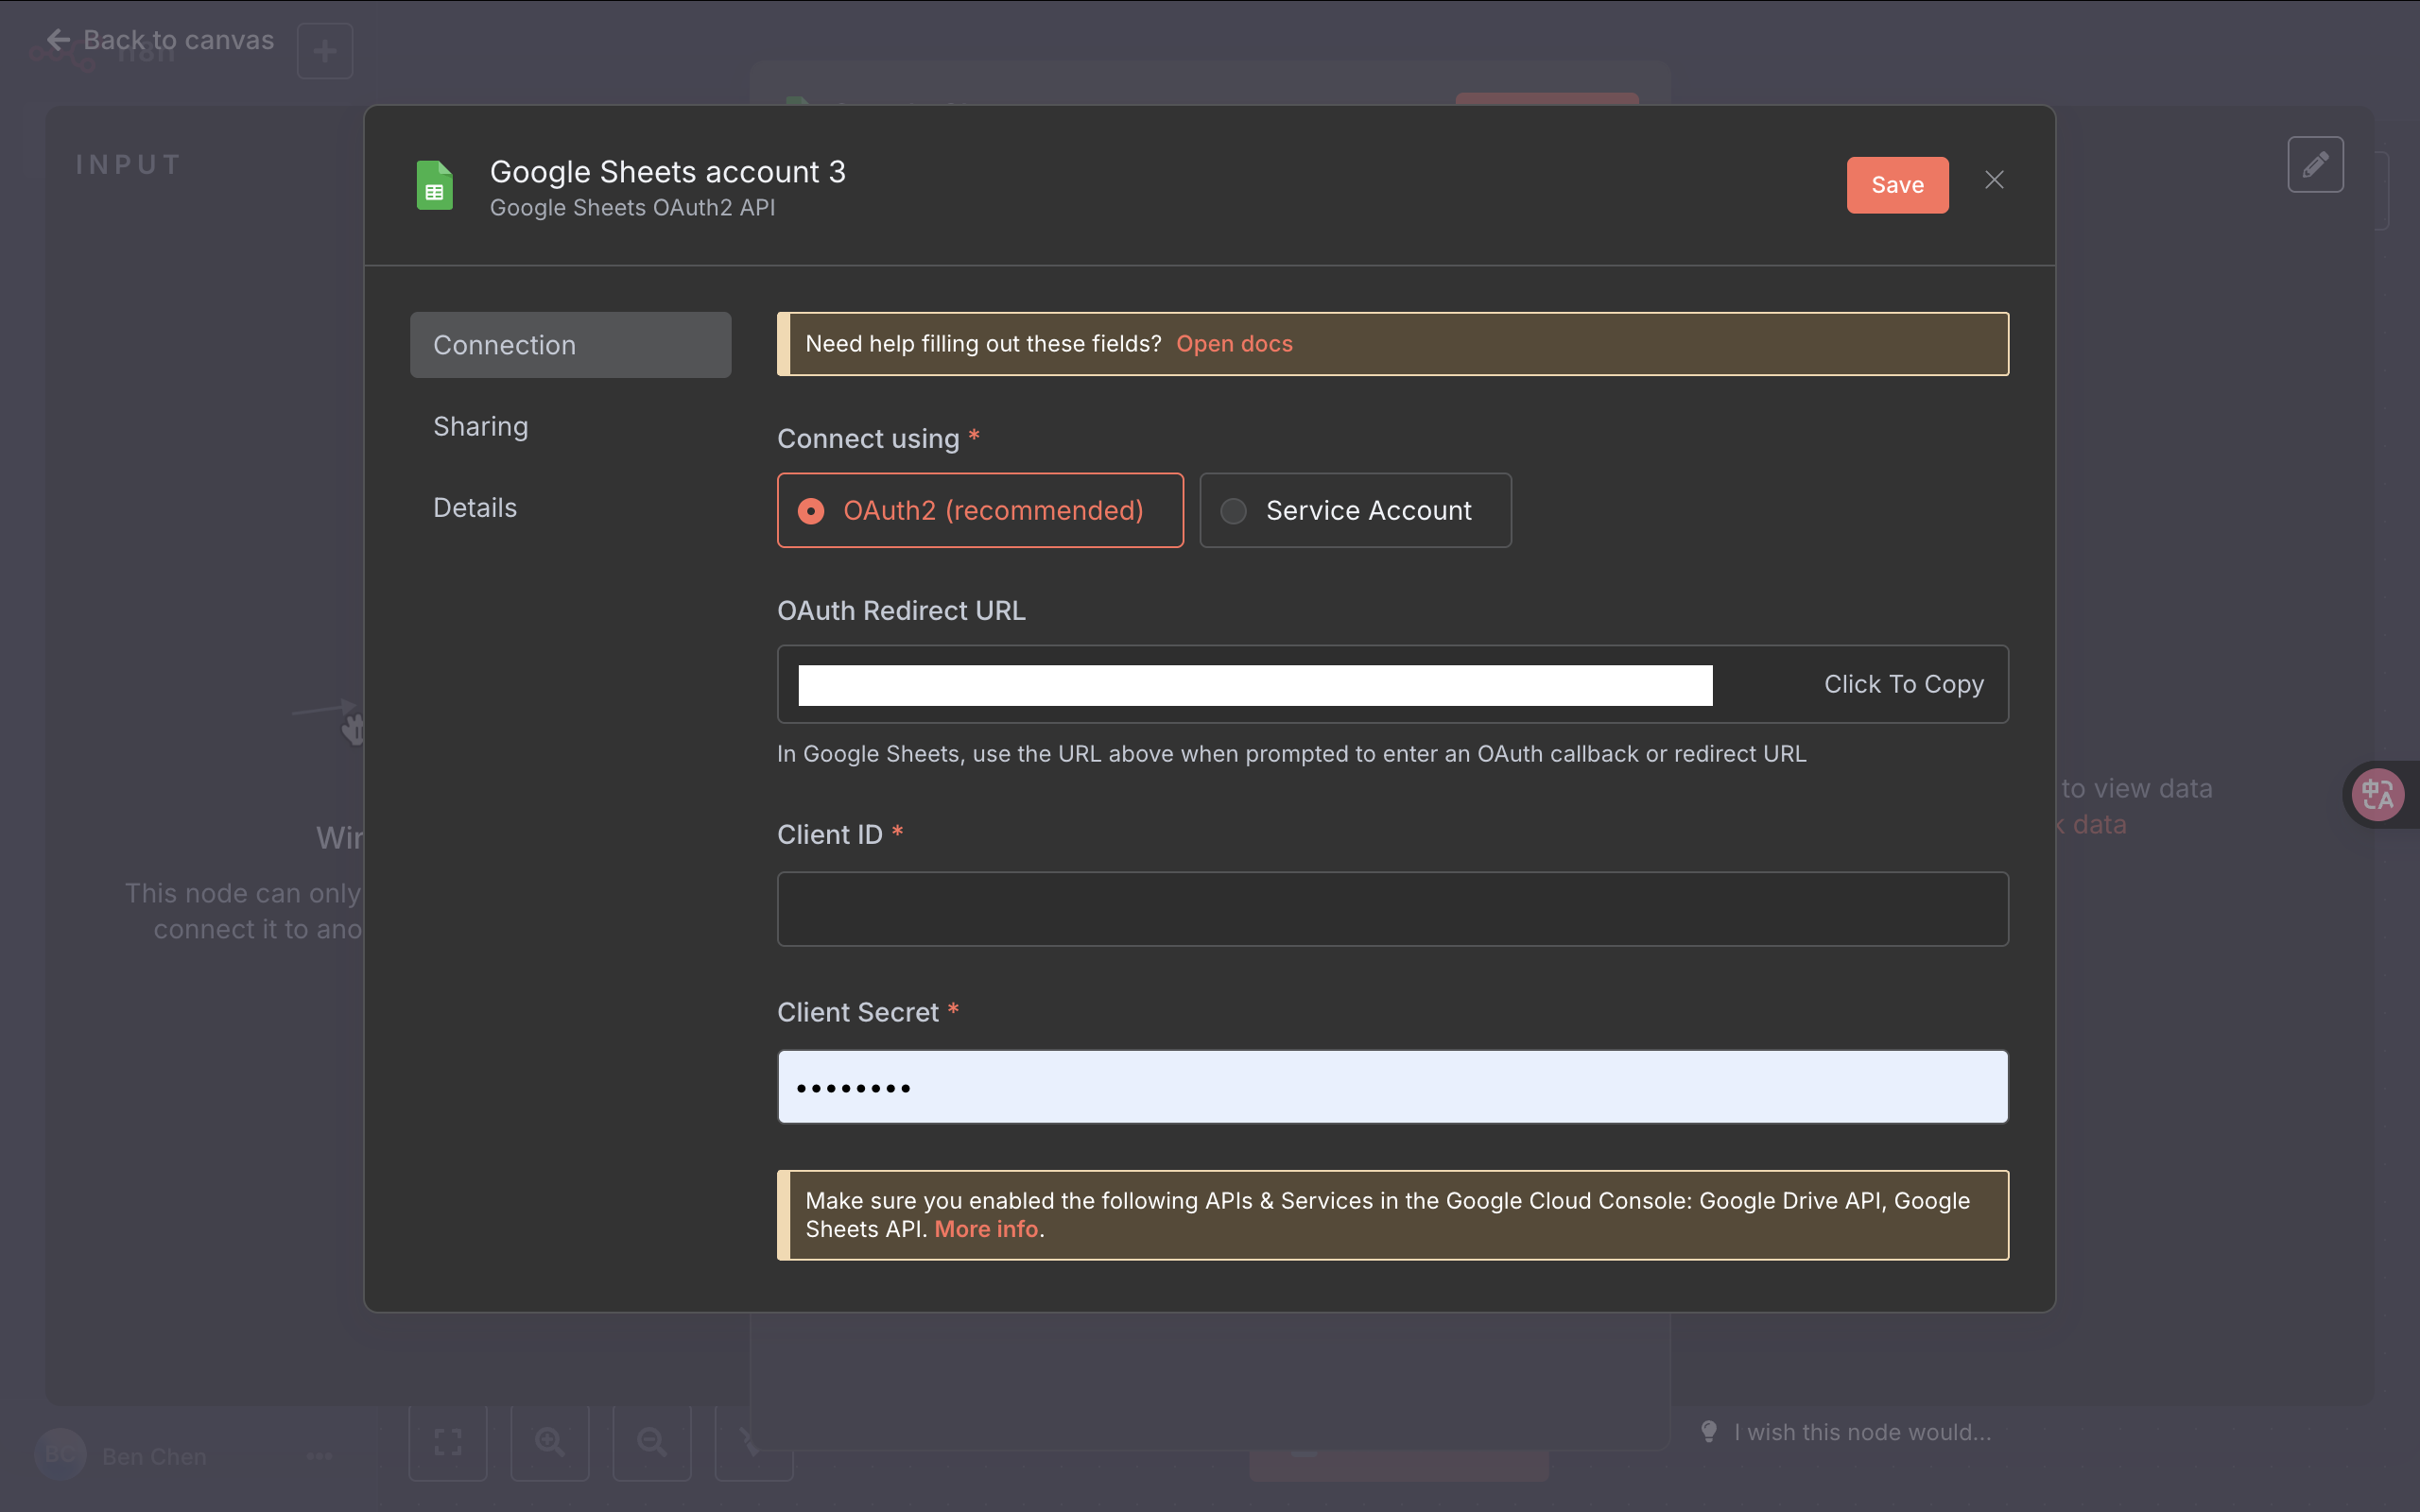 Back to canvas
n8n
INPUT
Google Sheets account 3
Google Sheets OAuth2 API
Save
Connection
Sharing
Details
Need help filling out these fields? Open docs
Connect using *
OAuth2 (recommended)
Service Account
OAuth Redirect URL
Click To Copy
In Google Sheets, use the URL above when prompted to enter an OAuth callback or redirect URL
Client ID *
Client Secret *
••••••••
Make sure you enabled the following APIs & Services in the Google Cloud Console: Google Drive API, Google
Sheets API. More info.
This node can only
connect it to
to view data
data
中A
BC
Ben Chen
I wish this node would...